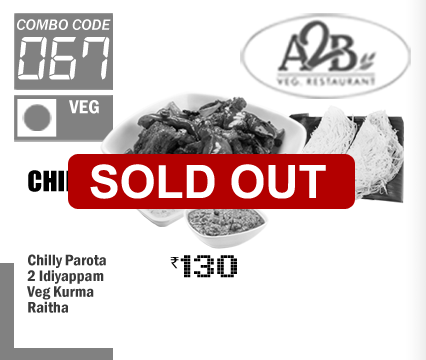 COMBO CODE
067
A2B
VEG. RESTAURANT
VEG
SOLD OUT
Chilly Parota
2 Idiyappam
Veg Kurma
Raitha
₹130